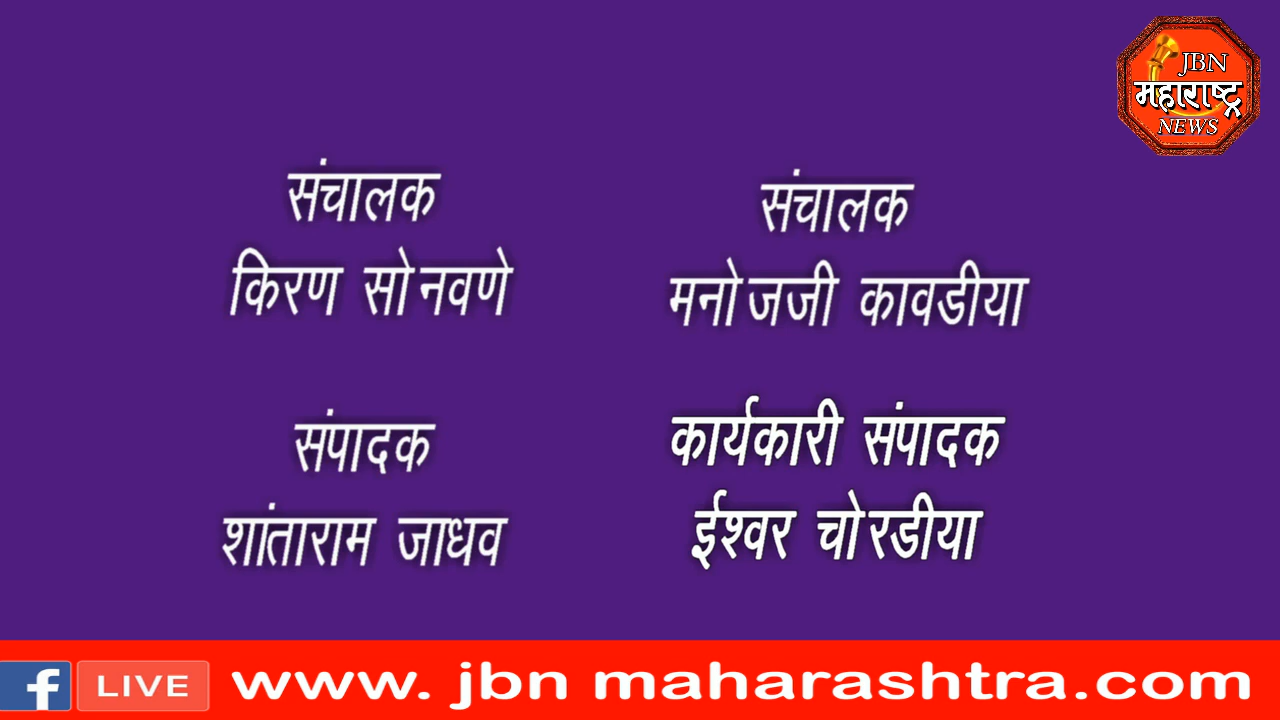 JBN
महाराष्ट्र
NEWS
संचालक
किरण सोनवणे
संचालक
मनोजजी कावडीया
संपादक
शांताराम जाधव
कार्यकारी संपादक
ईश्वर चोरडीया
f LIVE www. jbn maharashtra.com